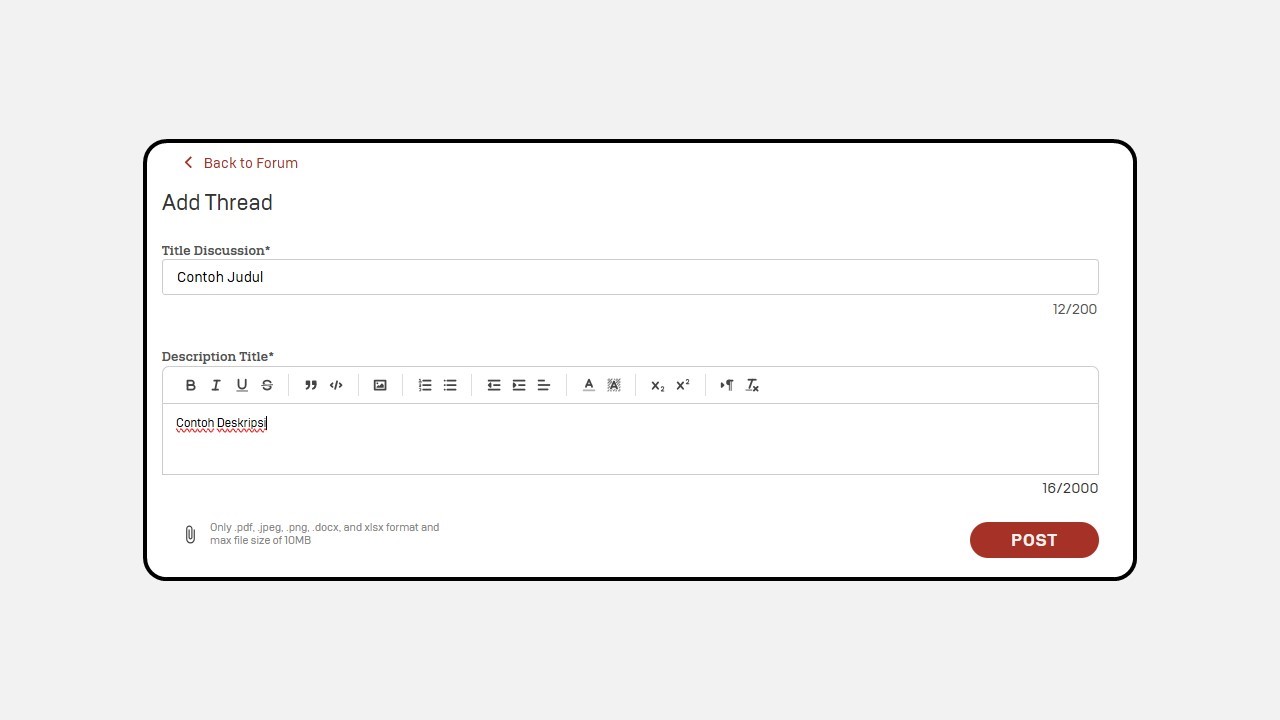 Back to Forum
Add Thread
Title Discussion*
Contoh Judul
12/200
Description Title*
Contoh Deskripsi
16/2000
Only .pdf, .jpeg, .png, .docx, and xlsx format and
max file size of 10MB
POST